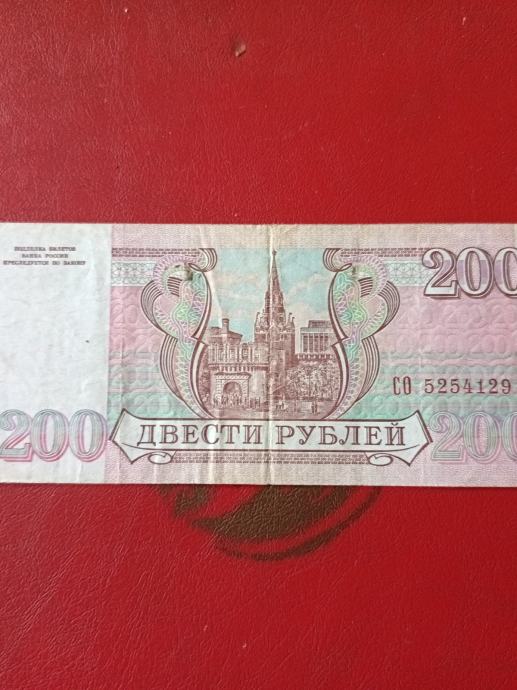 ПОДДЕЛКА БИЛЕТОВ
БАНКА РОССИИ
ПРЕСЛЕДУЕТСЯ ПО ЗАКОНУ
200
СО 5254129
200
ДВЕСТИ РУБЛЕЙ
200